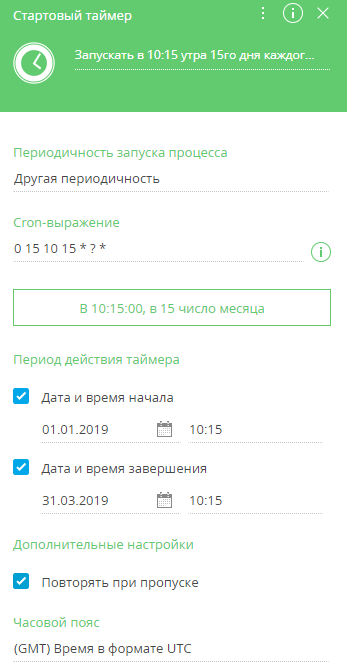 Стартовый таймер
Запускать в 10:15 утра 15го дня каждог...
Периодичность запуска процесса
Другая периодичность
Cron-выражение
0 15 10 15 * ? *
В 10:15:00, в 15 число месяца
Период действия таймера
Дата и время начала
01.01.2019 10:15
Дата и время завершения
31.03.2019 10:15
Дополнительные настройки
Повторять при пропуске
Часовой пояс
(GMT) Время в формате UTC